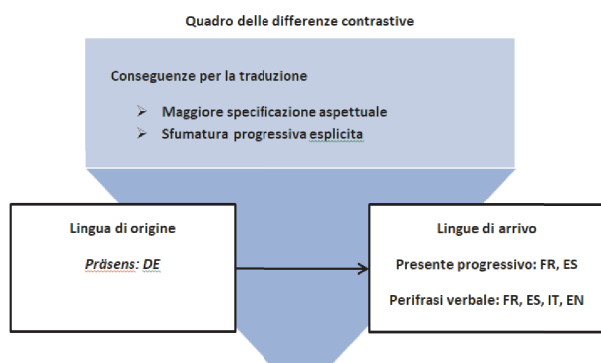 Quadro delle differenze contrastive
Conseguenze per la traduzione
➢ Maggiore specificazione aspettuale
➢ Sfumatura progressiva esplicita
Lingua di origine
Präsens: DE
Lingue di arrivo
Presente progressivo: FR, ES
Perifrasi verbale: FR, ES, IT, EN